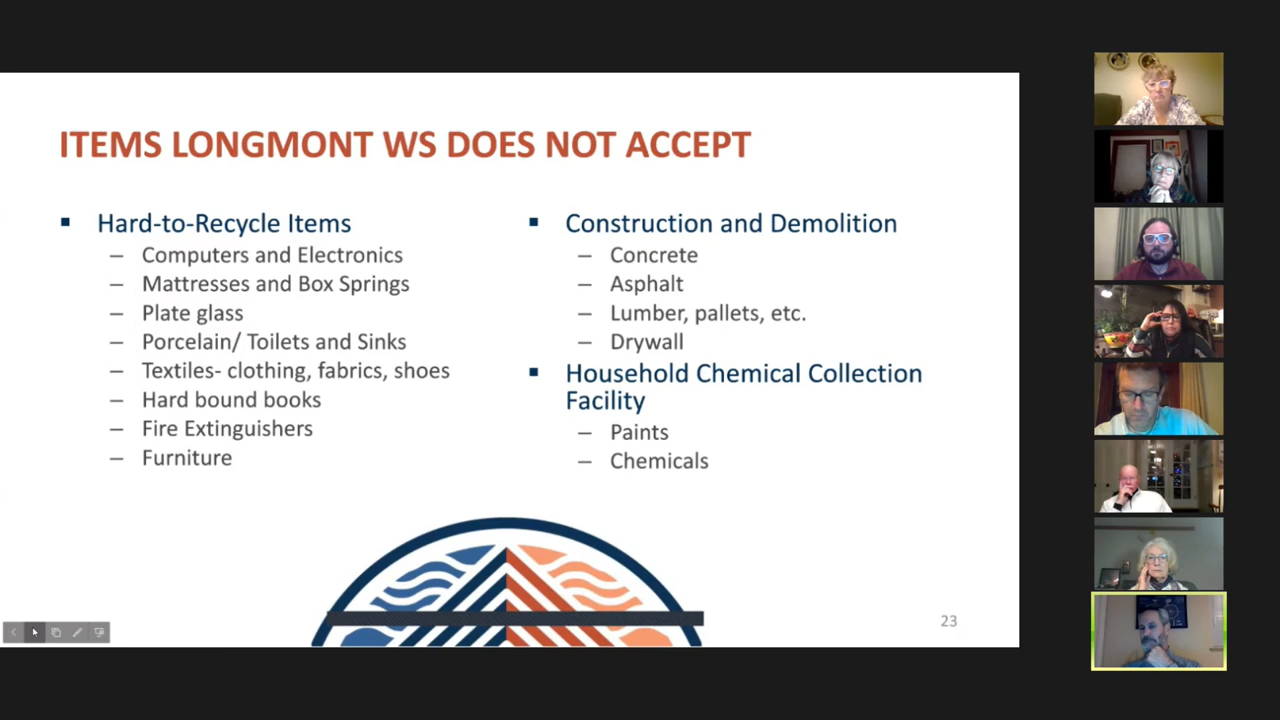 ITEMS LONGMONT WS DOES NOT ACCEPT
▪ Hard-to-Recycle Items
– Computers and Electronics
– Mattresses and Box Springs
– Plate glass
– Porcelain/ Toilets and Sinks
– Textiles- clothing, fabrics, shoes
– Hard bound books
– Fire Extinguishers
– Furniture
▪ Construction and Demolition
– Concrete
– Asphalt
– Lumber, pallets, etc.
– Drywall
▪ Household Chemical Collection
Facility
– Paints
– Chemicals
23